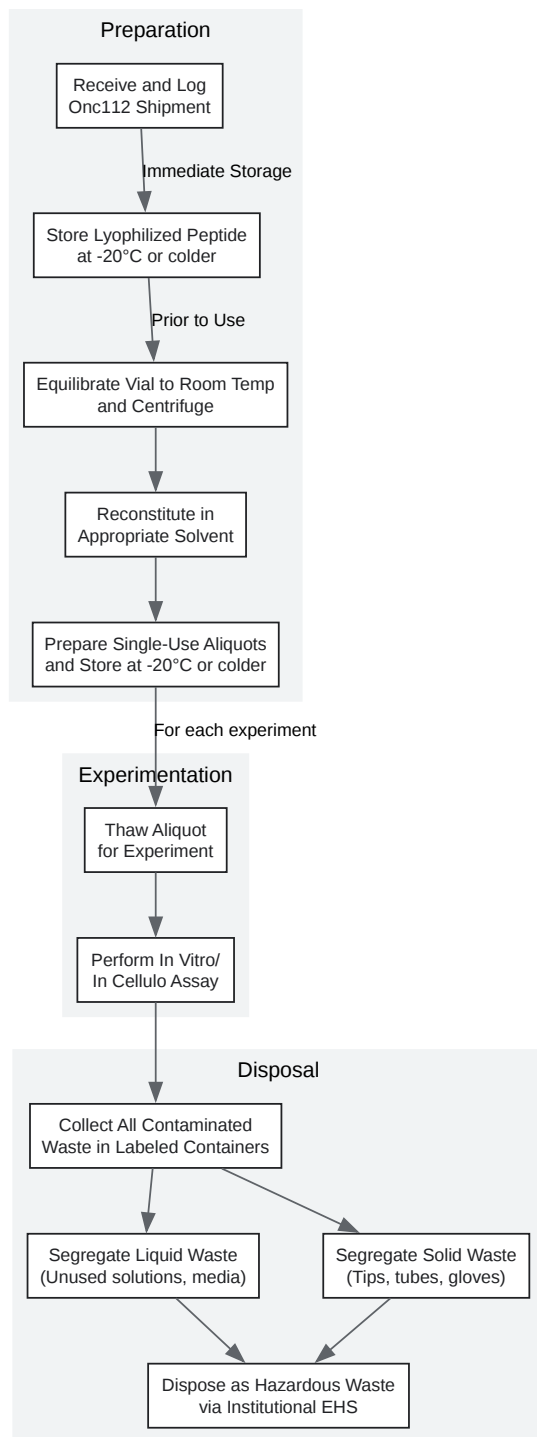 Preparation
Receive and Log
Onc112 Shipment
Immediate Storage
Store Lyophilized Peptide
at -20°C or colder
Prior to Use
Equilibrate Vial to Room Temp
and Centrifuge
Reconstitute in
Appropriate Solvent
Prepare Single-Use Aliquots
and Store at -20°C or colder
For each experiment
Experimentation
Thaw Aliquot
for Experiment
Perform In Vitro/
In Cellulo Assay
Disposal
Collect All Contaminated
Waste in Labeled Containers
Segregate Liquid Waste
(Unused solutions, media)
Segregate Solid Waste
(Tips, tubes, gloves)
Dispose as Hazardous Waste
via Institutional EHS